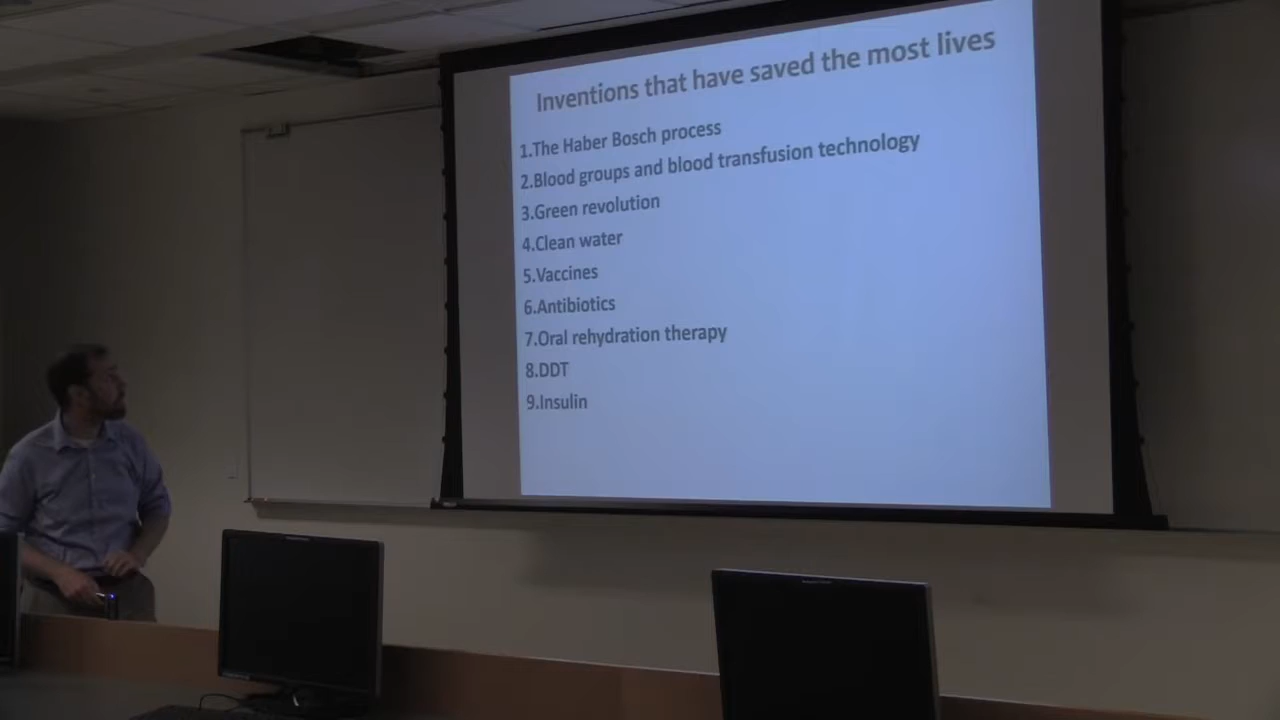 Inventions that have saved the most lives
1.The Haber Bosch process
2.Blood groups and blood transfusion technology
3.Green revolution
4.Clean water
5.Vaccines
6.Antibiotics
7.Oral rehydration therapy
8.DDT
9.Insulin